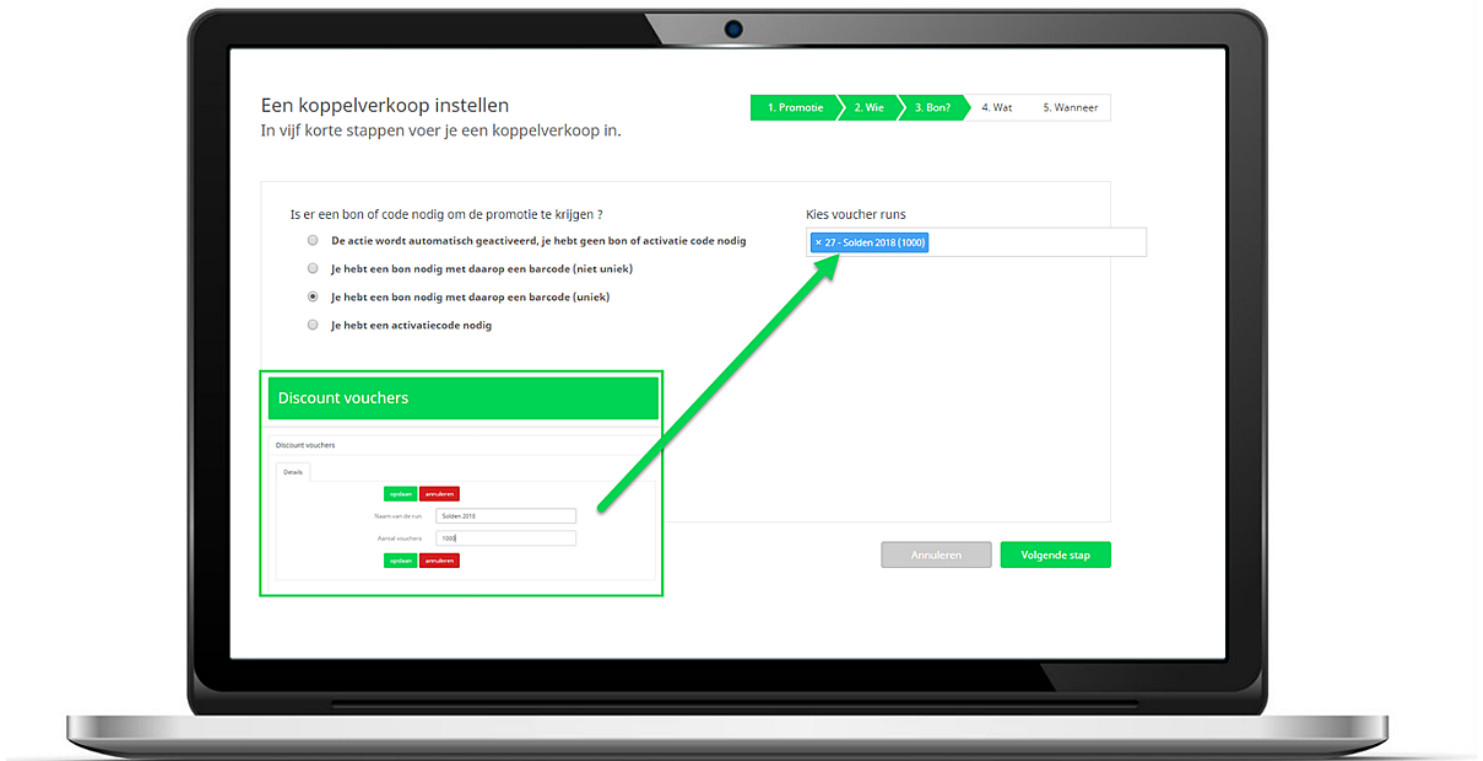 Een koppelverkoop instellen
In vijf korte stappen voer je een koppelverkoop in.
1. Promotie
2. Wie
3. Bon?
4. Wat
5. Wanneer
Is er een bon of code nodig om de promotie te krijgen ?
De actie wordt automatisch geactiveerd, je hebt geen bon of activatie code nodig
Je hebt een bon nodig met daarop een barcode (niet uniek)
Je hebt een bon nodig met daarop een barcode (uniek)
Je hebt een activatiecode nodig
Kies voucher runs
× 27 - Solden 2018 (1000)
Discount vouchers
Discount vouchers
Details
opslaan annuleren
Naam van de run Solden 2018
Aantal vouchers 1000
opslaan annuleren
Annuleren
Volgende stap